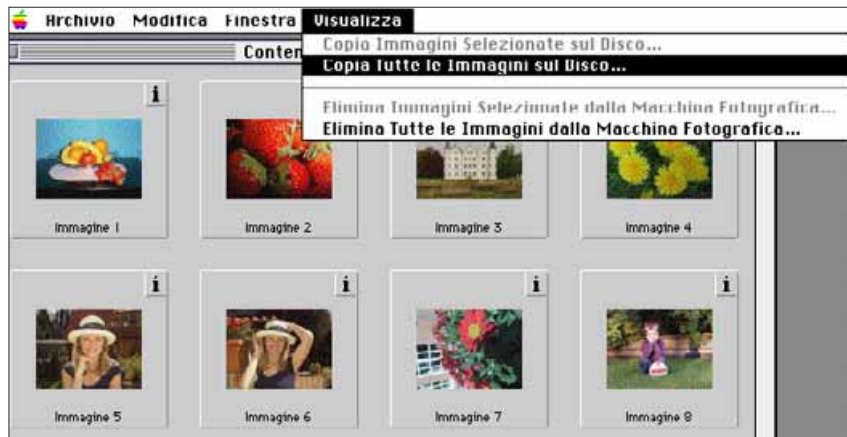 Archivio Modifica Finestra Visualizza
Conten
Copia Immagini Selezionate sul Disco...
Copia Tutte le Immagini sul Disco...
Elimina Immagini Selezionate dalla Macchina Fotografica...
Elimina Tutte le Immagini dalla Macchina Fotografica...
i
Immagine 1
Immagine 2
Immagine 3
Immagine 4
i
i
i
i
Immagine 5
Immagine 6
Immagine 7
Immagine 8